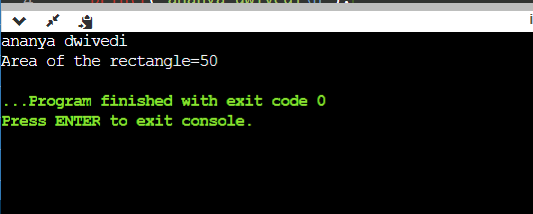 ananya dwivedi
Area of the rectangle=50
...Program finished with exit code 0
Press ENTER to exit console.